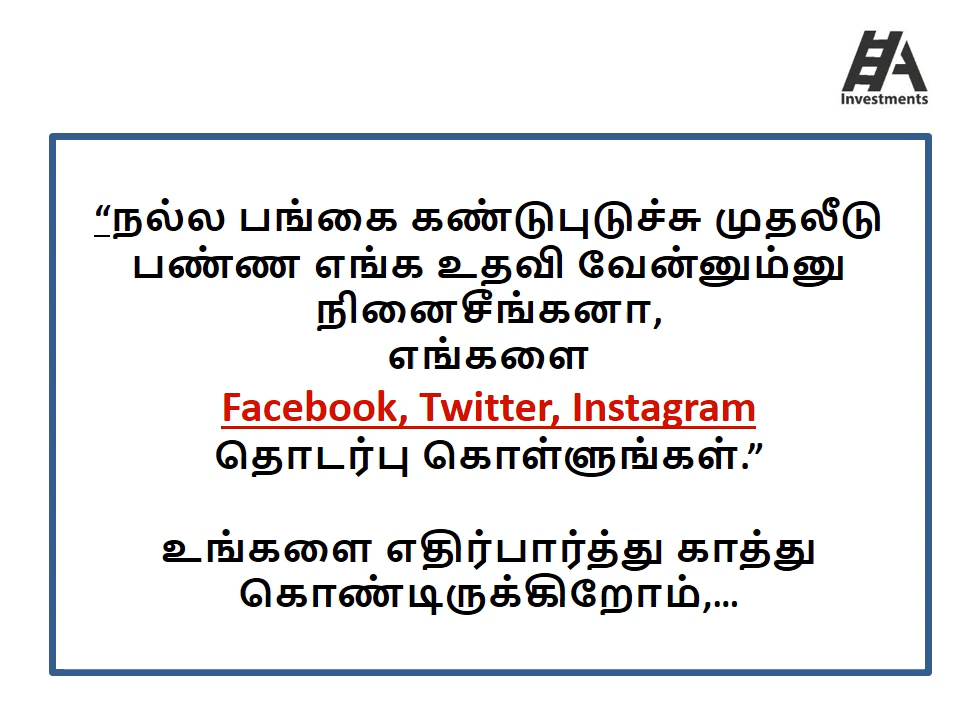 HA
Investments
“நல்ல பங்கை கண்டுபுடுச்சு முதலீடு
பண்ண எங்க உதவி வேன்னும்னு
நினைசீங்கனா,
எங்களை
Facebook, Twitter, Instagram
தொடர்பு கொள்ளுங்கள்.”
உங்களை எதிர்பார்த்து காத்து
கொண்டிருக்கிறோம்,...